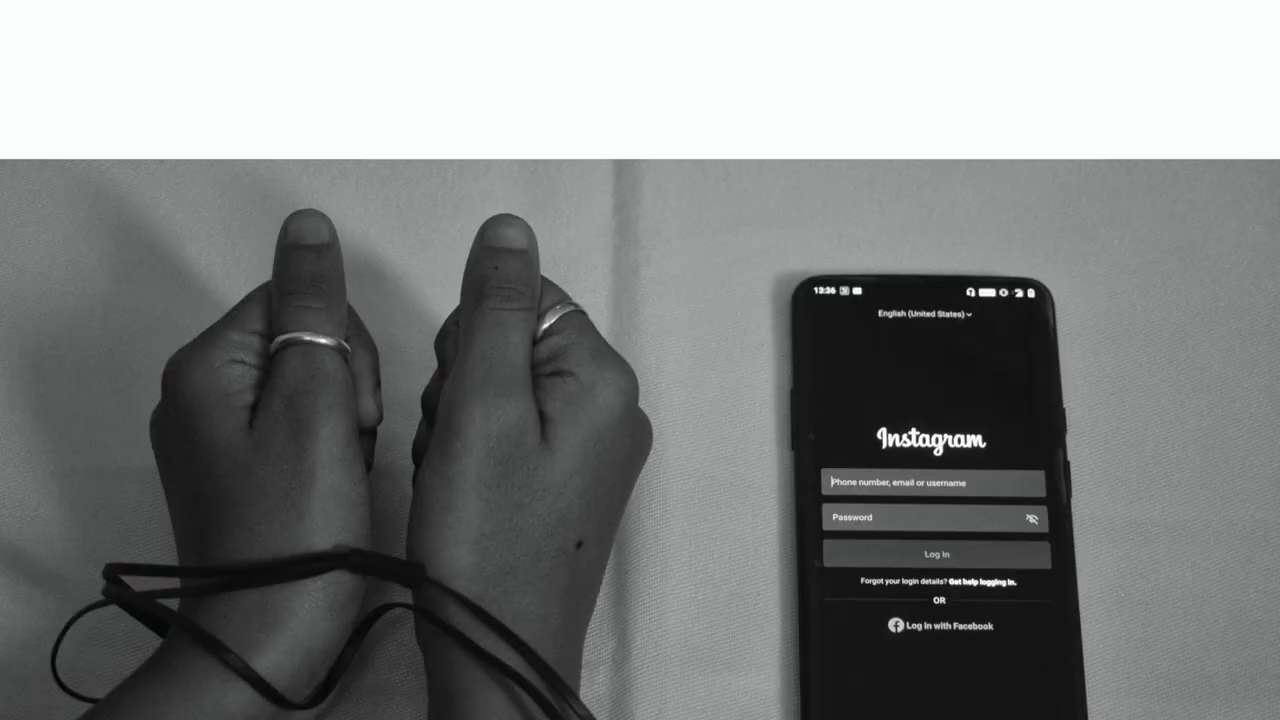 13:36
English (United States)
Instagram
Phone number, email or username
Password
Log In
Forgot your login details? Get help logging in.
OR
Log in with Facebook